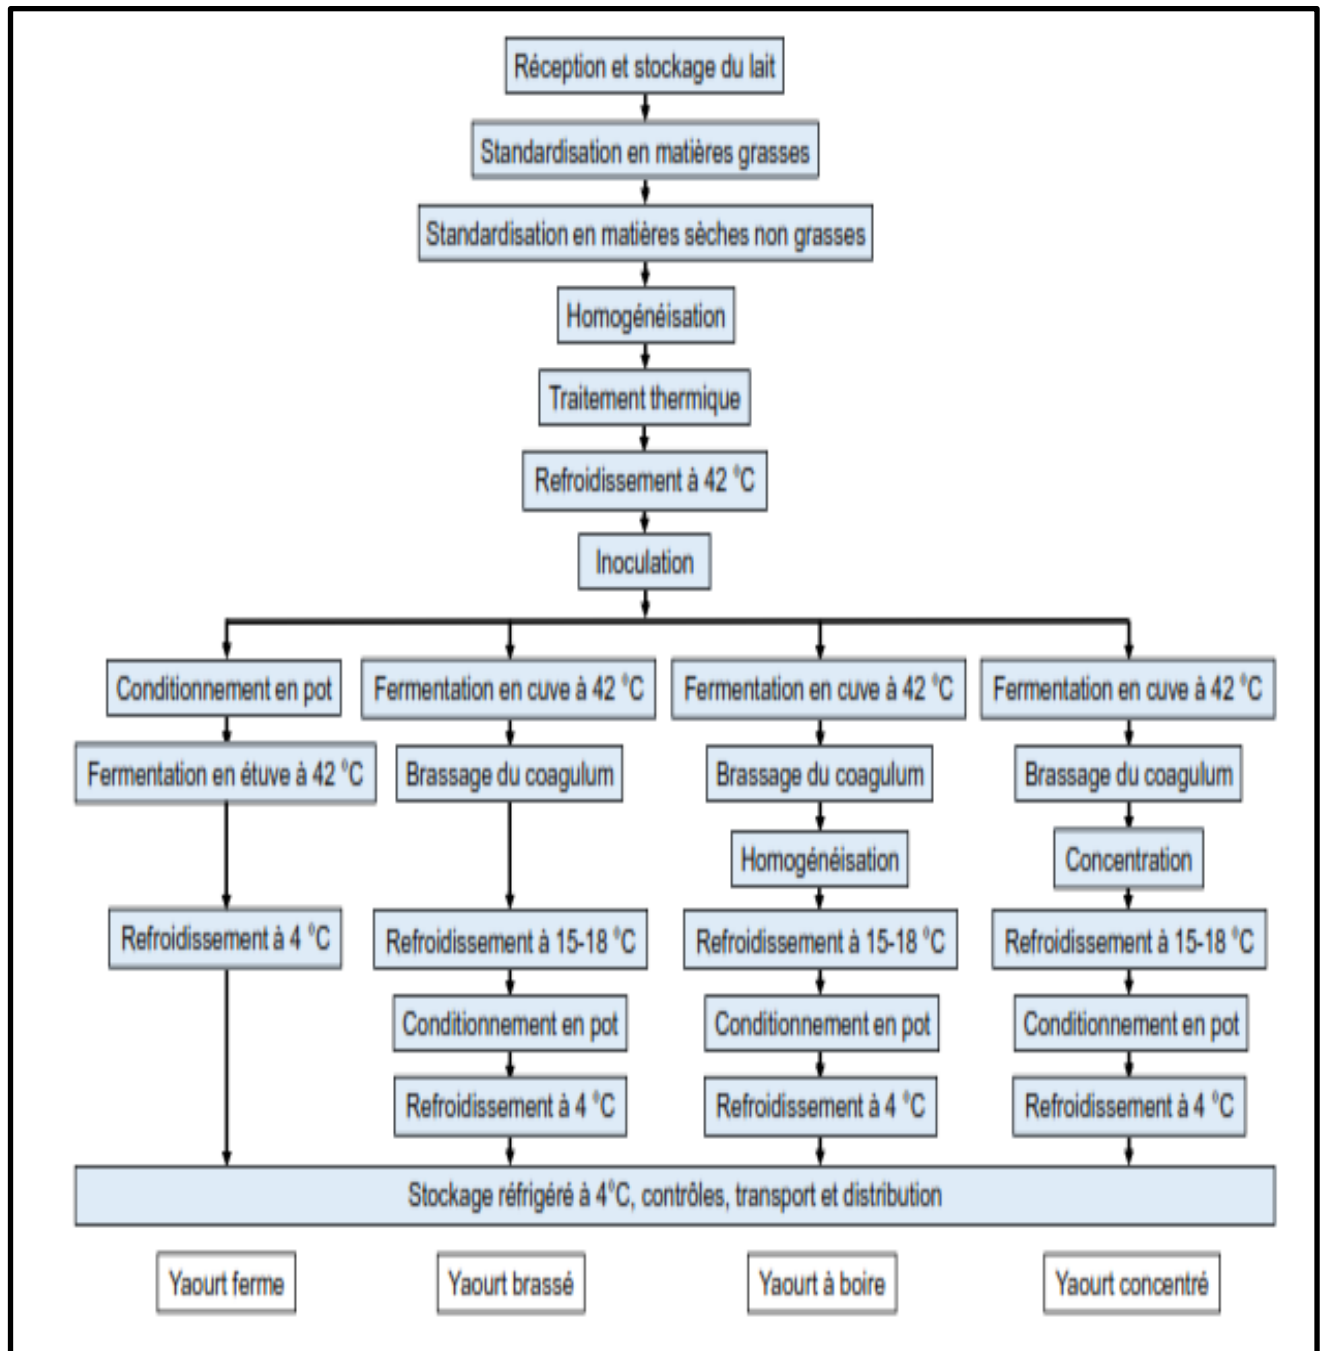 Réception et stockage du lait
Standardisation en matières grasses
Standardisation en matières sèches non grasses
Homogénéisation
Traitement thermique
Refroidissement à 42 °C
Inoculation
Conditionnement en pot
Fermentation en cuve à 42 °C
Fermentation en cuve à 42 °C
Fermentation en cuve à 42 °C
Fermentation en étuve à 42 °C
Brassage du coagulum
Brassage du coagulum
Brassage du coagulum
Homogénéisation
Concentration
Refroidissement à 4 °C
Refroidissement à 15-18 °C
Refroidissement à 15-18 °C
Refroidissement à 15-18 °C
Conditionnement en pot
Conditionnement en pot
Conditionnement en pot
Refroidissement à 4 °C
Refroidissement à 4 °C
Refroidissement à 4 °C
Stockage réfrigéré à 4°C, contrôles, transport et distribution
Yaourt ferme
Yaourt brassé
Yaourt à boire
Yaourt concentré